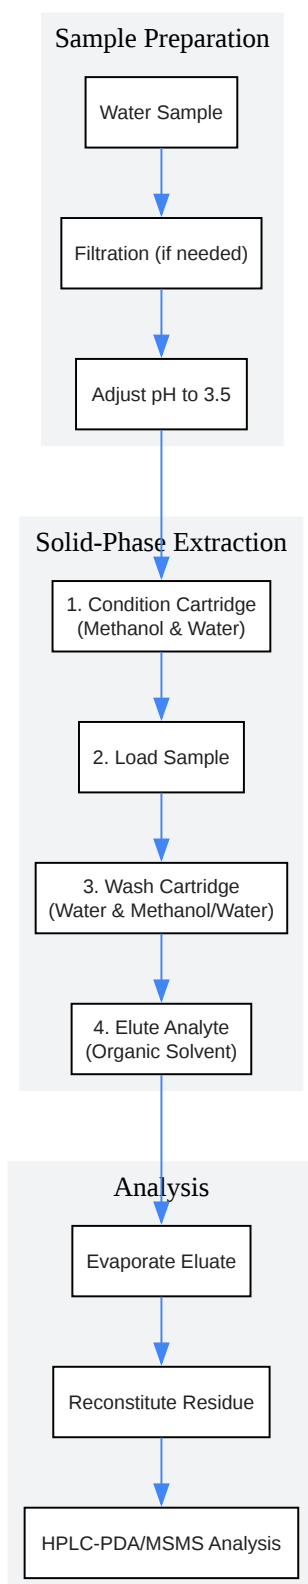 Sample Preparation
Water Sample
Filtration (if needed)
Adjust pH to 3.5
Solid-Phase Extraction
1. Condition Cartridge
(Methanol & Water)
2. Load Sample
3. Wash Cartridge
(Water & Methanol/Water)
4. Elute Analyte
(Organic Solvent)
Analysis
Evaporate Eluate
Reconstitute Residue
HPLC-PDA/MSMS Analysis